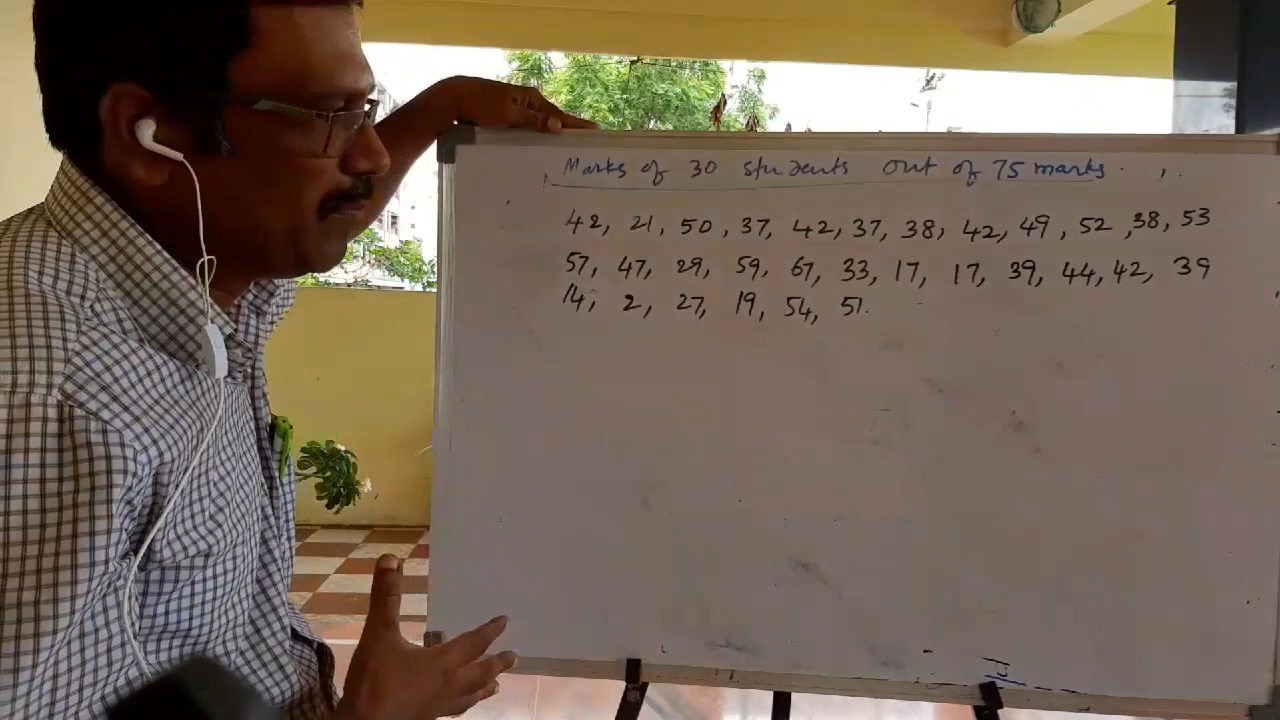 Marks of 30 students out of 75 marks.
42, 21, 50, 37, 42, 37, 38, 42, 49, 52, 38, 53
57, 47, 29, 59, 67, 33, 17, 17, 39, 44, 42, 39
14, 2, 27, 19, 54, 51.